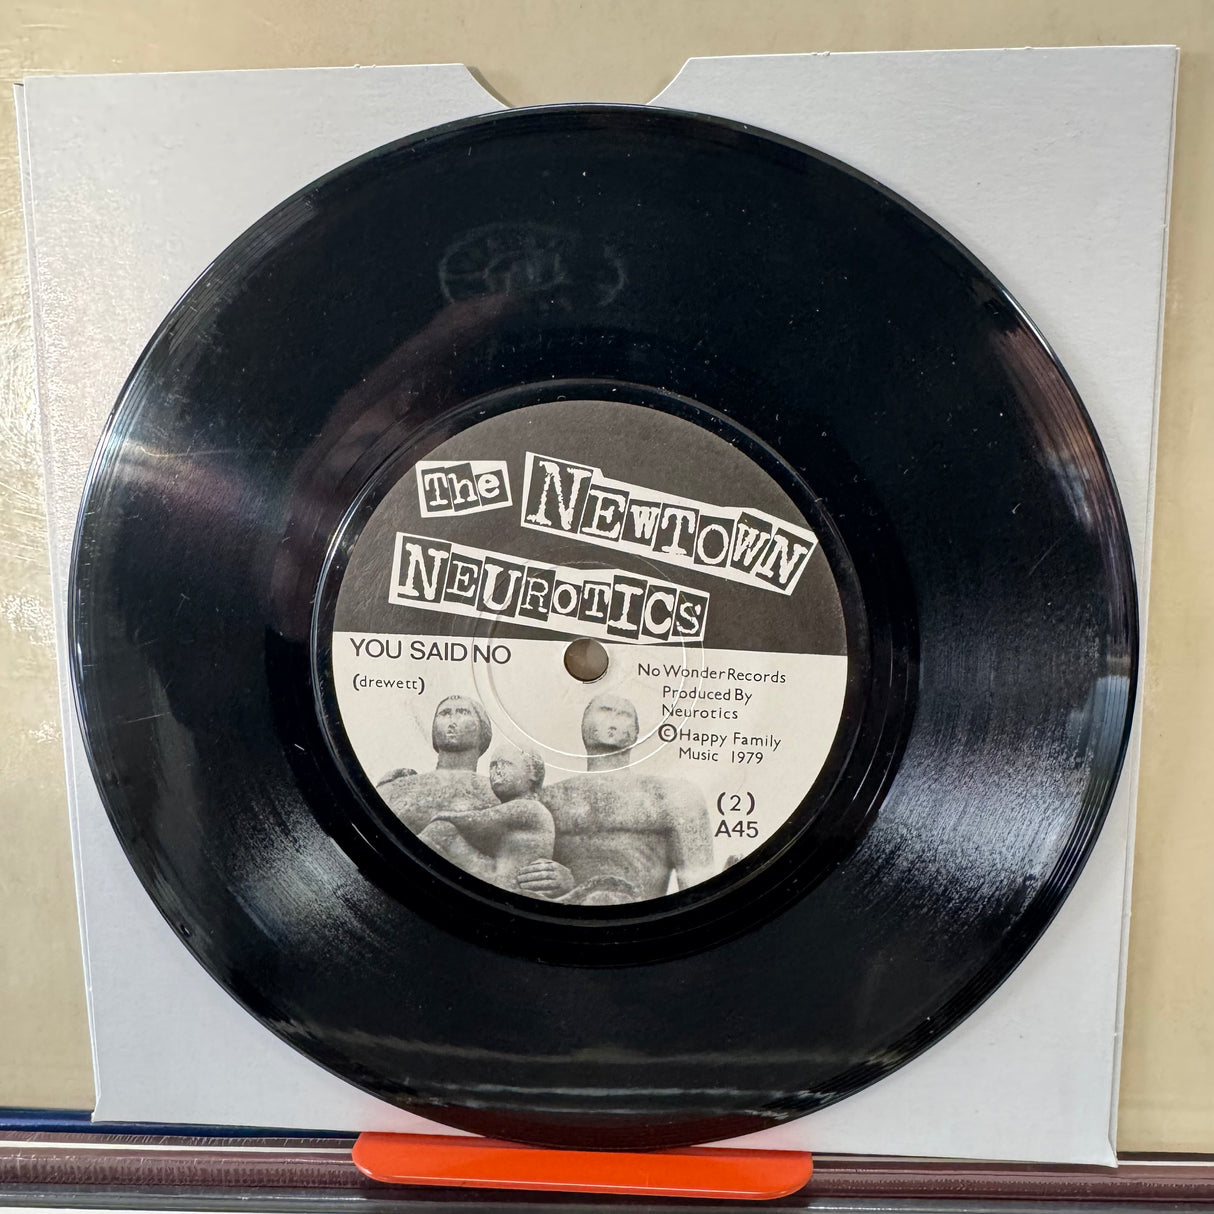 The Newtown
Neurotics
YOU SAID NO
(drewett)
No Wonder Records
Produced By
Neurotics
©Happy Family
Music 1979
(2)
A45